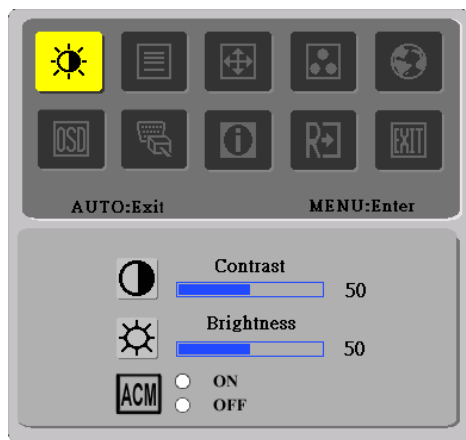 OSD R EXIT
AUTO:Exit MENU:Enter
Contrast
50
Brightness
50
ACM ON
OFF